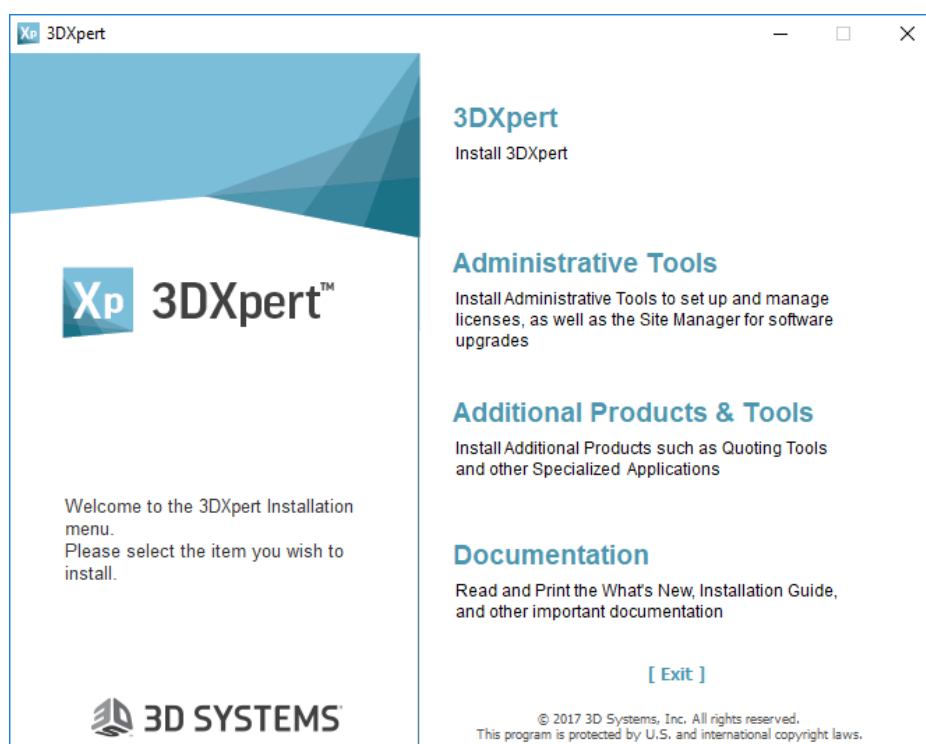 Xp 3DXpert
Xp 3DXpert™
Welcome to the 3DXpert Installation
menu.
Please select the item you wish to
install.
3D SYSTEMS
3DXpert
Install 3DXpert
Administrative Tools
Install Administrative Tools to set up and manage
licenses, as well as the Site Manager for software
upgrades
Additional Products & Tools
Install Additional Products such as Quoting Tools
and other Specialized Applications
Documentation
Read and Print the What's New, Installation Guide,
and other important documentation
[ Exit ]
© 2017 3D Systems, Inc. All rights reserved.
This program is protected by U.S. and international copyright laws.